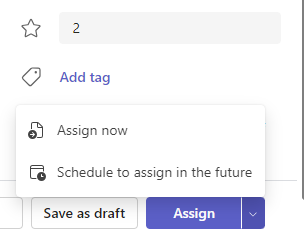 2
Add tag
Assign now
Schedule to assign in the future
Save as draft
Assign